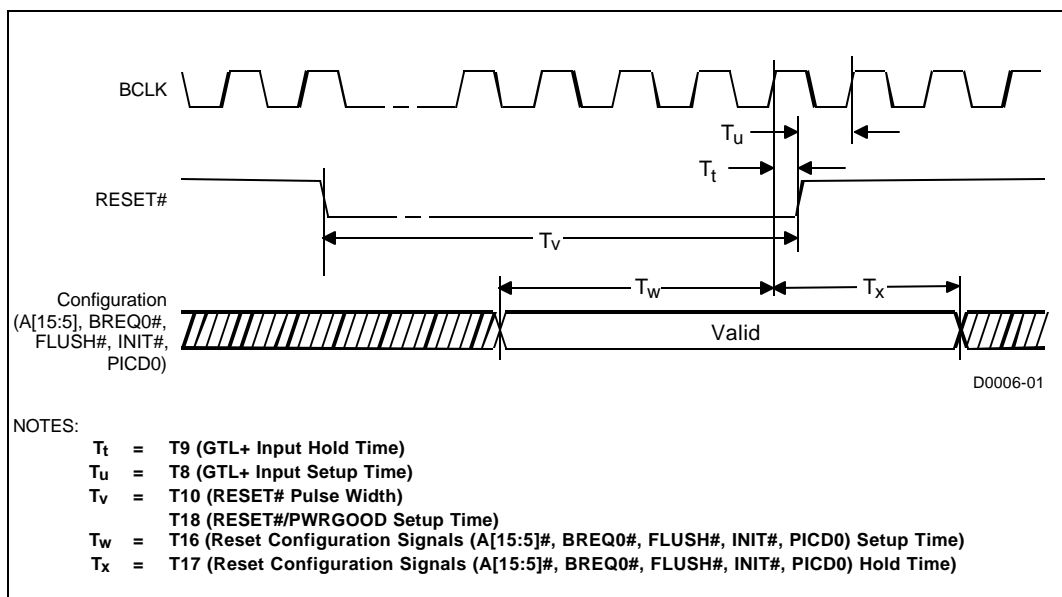 BCLK
Tu
Tt
RESET#
Tv
Tw
Tx
Configuration
(A[15:5], BREQ0#,
FLUSH#, INIT#,
PICD0)
Valid
D0006-01
NOTES:
Tt = T9 (GTL+ Input Hold Time)
Tu = T8 (GTL+ Input Setup Time)
Tv = T10 (RESET# Pulse Width)
T18 (RESET#/PWRGOOD Setup Time)
Tw = T16 (Reset Configuration Signals (A[15:5]#, BREQ0#, FLUSH#, INIT#, PICD0) Setup Time)
Tx = T17 (Reset Configuration Signals (A[15:5]#, BREQ0#, FLUSH#, INIT#, PICD0) Hold Time)